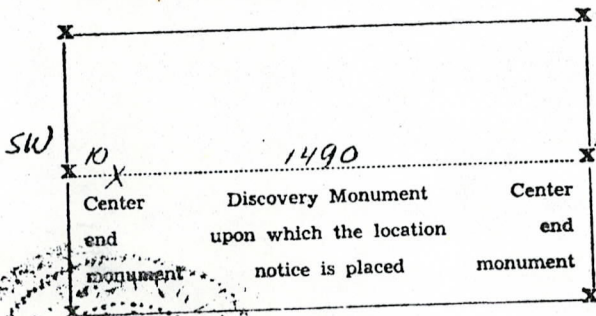 X X
SW 10 1490
X X X
Center Discovery Monument Center
end upon which the location end
monument notice is placed monument
X X